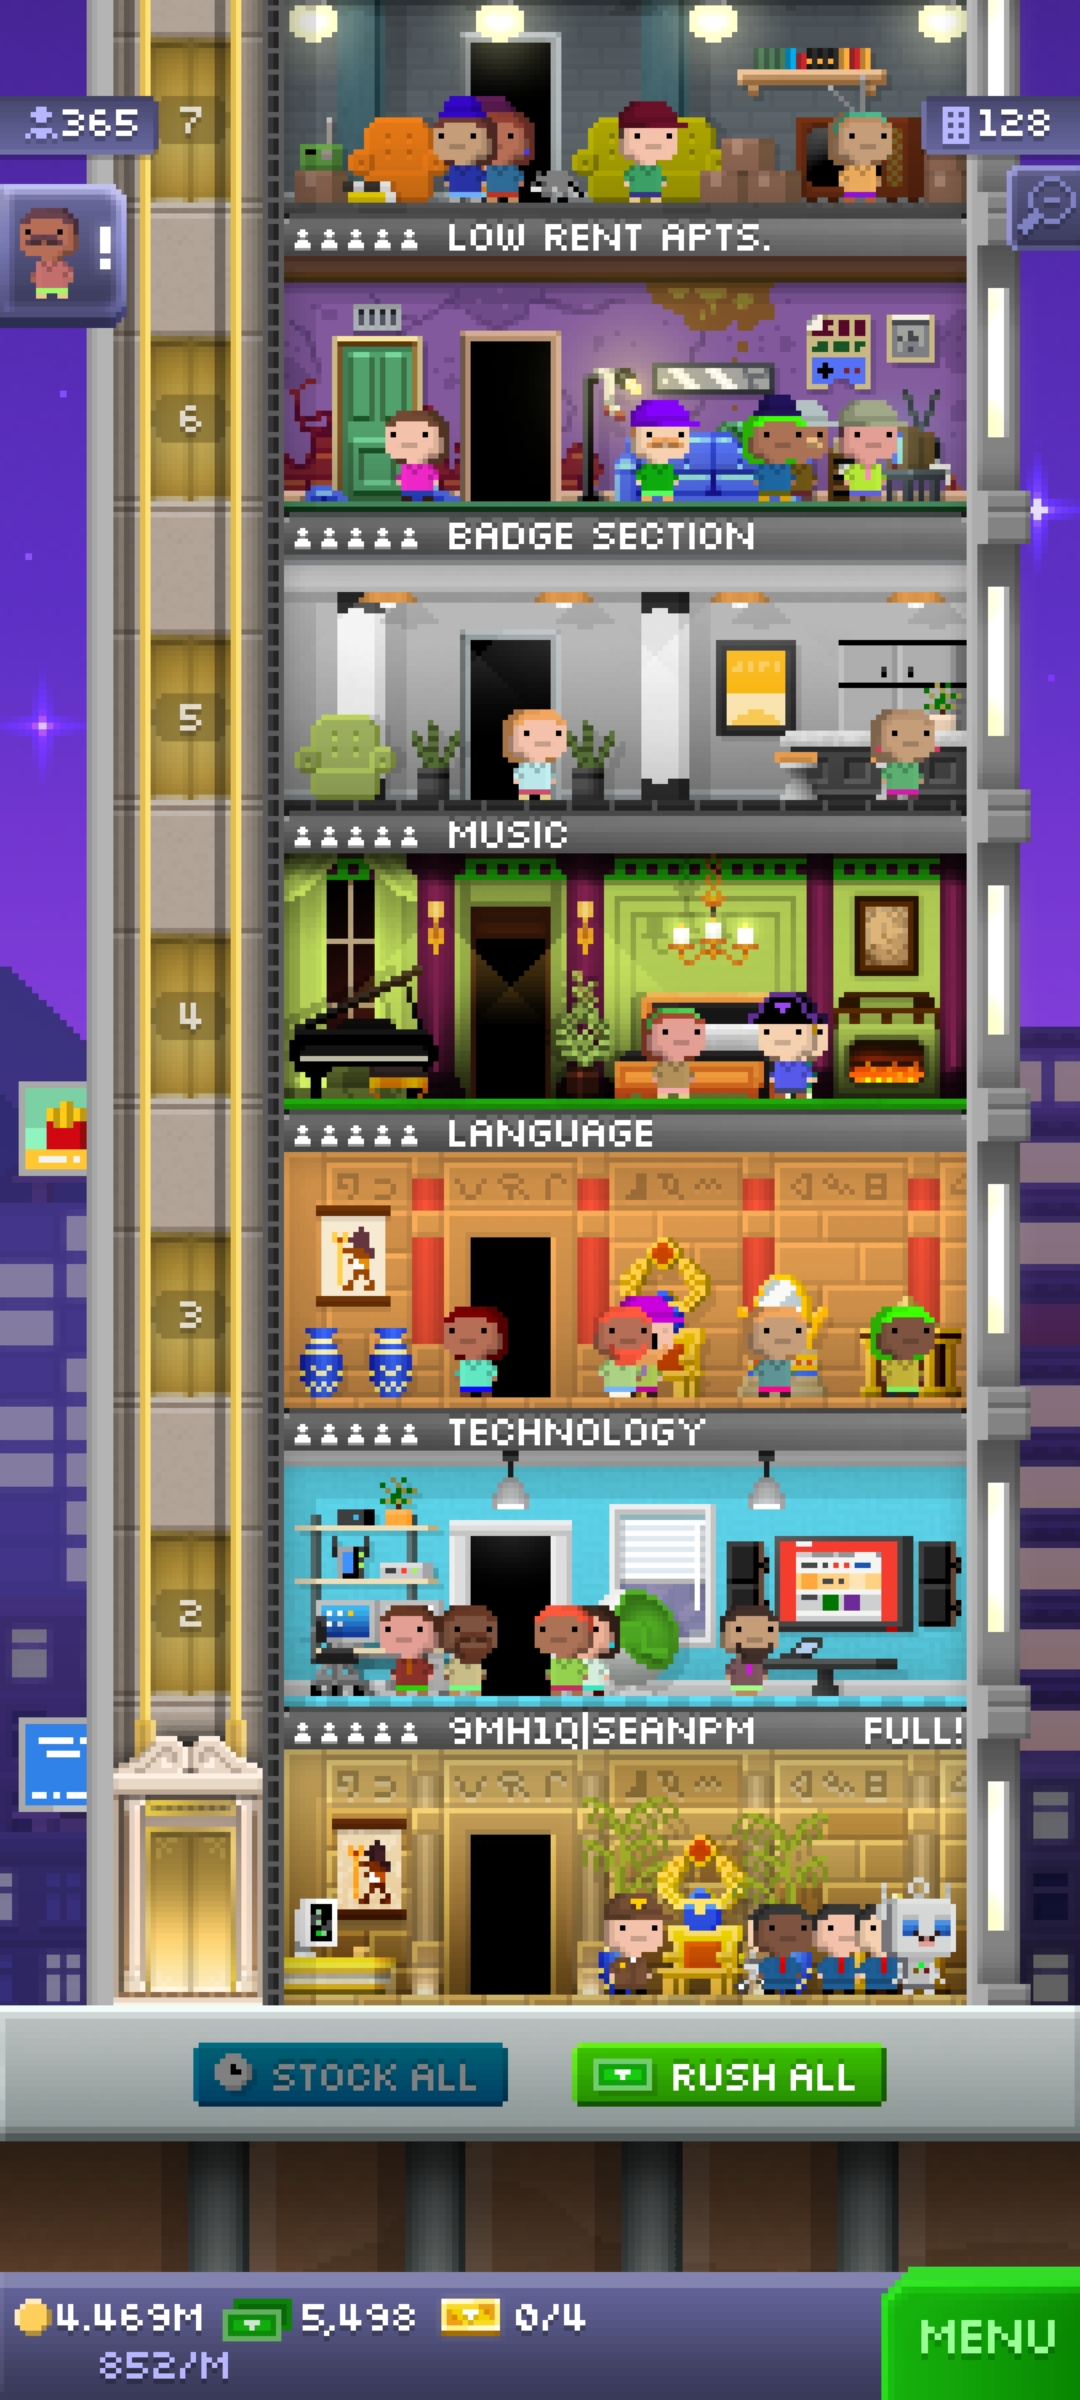 7
365
128
!
LOW RENT APTS.
6
BADGE SECTION
5
MUSIC
4
LANGUAGE
3
TECHNOLOGY
2
9MH1Q|SEANPM FULL!
STOCK ALL
RUSH ALL
4.469M 5,498 0/4
852/M
MENU